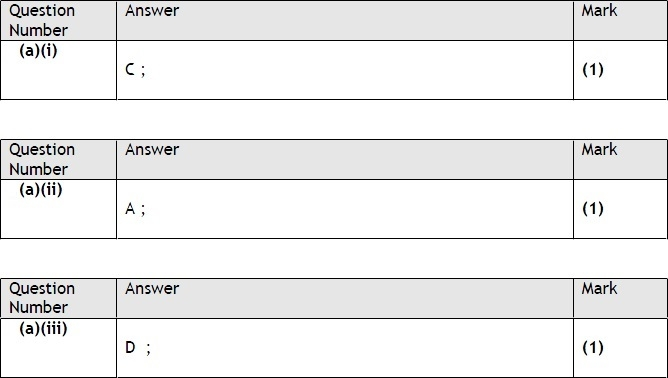 Question Number Answer Mark
(a)(i) C ; (1)
Question Number Answer Mark
(a)(ii) A ; (1)
Question Number Answer Mark
(a)(iii) D ; (1)